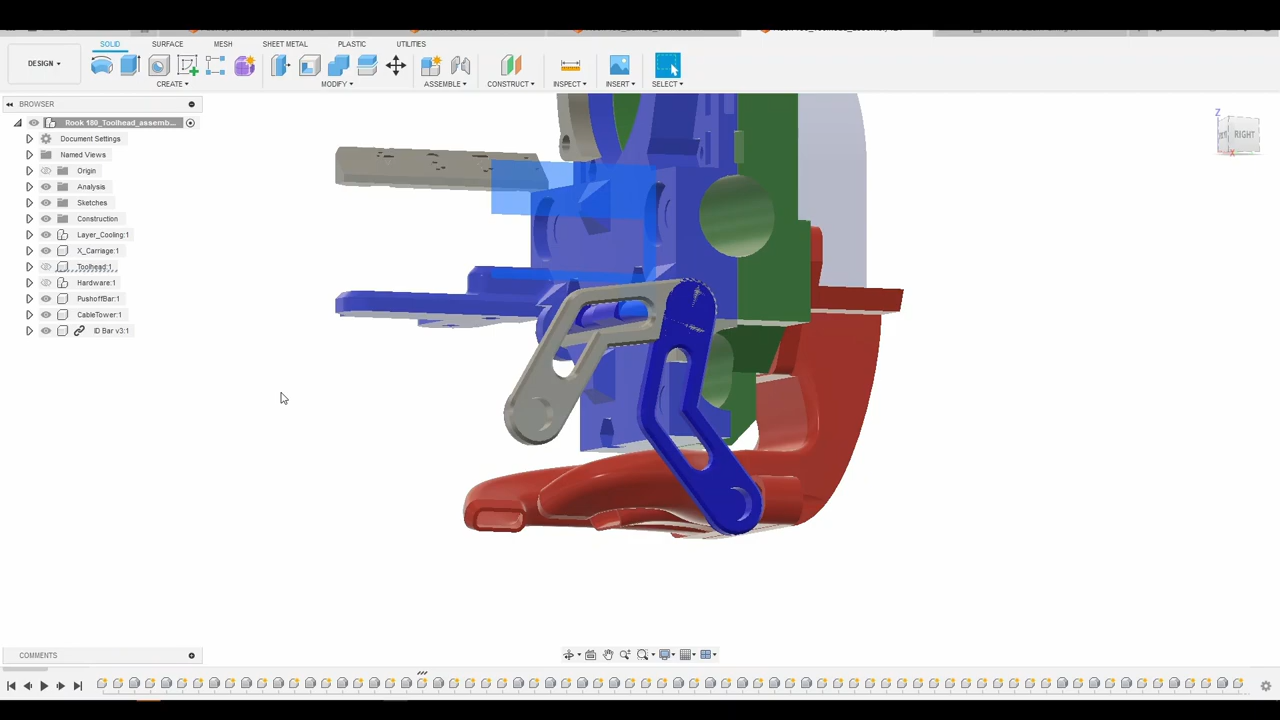 SOLID SURFACE MESH SHEET METAL PLASTIC UTILITIES
DESIGN
CREATE MODIFY ASSEMBLE CONSTRUCT INSPECT INSERT SELECT
BROWSER
Rook 180_Toolhead_assemb...
Document Settings
Named Views
Origin
Analysis
Sketches
Construction
Layer_Cooling:1
X_Carriage:1
Toolhead:1
Hardware:1
PushoffBar:1
CableTower:1
ID Bar v3:1
Z
RIGHT
COMMENTS